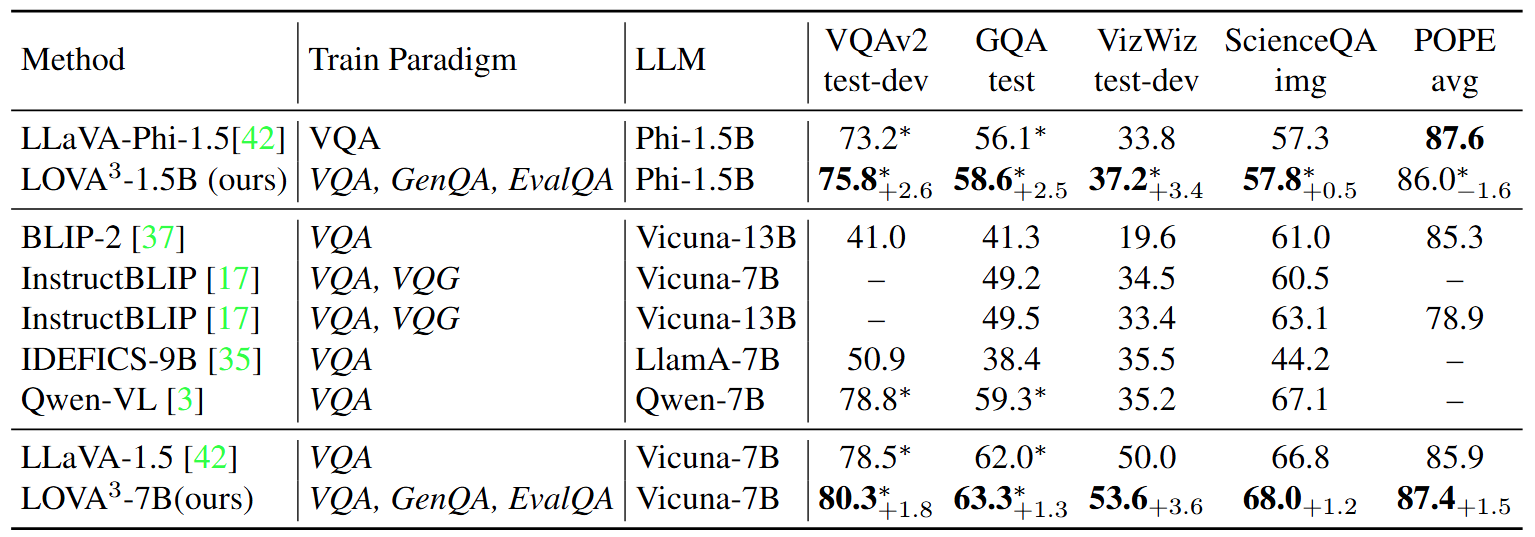 Method Train Paradigm LLM VQAv2 test-dev GQA test VizWiz test-dev ScienceQA img POPE avg
LLaVA-Phi-1.5[42] VQA Phi-1.5B 73.2* 56.1* 33.8 57.3 87.6
LOVA³-1.5B (ours) VQA, GenQA, EvalQA Phi-1.5B 75.8*+2.6 58.6*+2.5 37.2*+3.4 57.8*+0.5 86.0*−1.6
BLIP-2 [37] VQA Vicuna-13B 41.0 41.3 19.6 61.0 85.3
InstructBLIP [17] VQA, VQG Vicuna-7B – 49.2 34.5 60.5 –
InstructBLIP [17] VQA, VQG Vicuna-13B – 49.5 33.4 63.1 78.9
IDEFICS-9B [35] VQA LlamA-7B 50.9 38.4 35.5 44.2 –
Qwen-VL [3] VQA Qwen-7B 78.8* 59.3* 35.2 67.1 –
LLaVA-1.5 [42] VQA Vicuna-7B 78.5* 62.0* 50.0 66.8 85.9
LOVA³-7B(ours) VQA, GenQA, EvalQA Vicuna-7B 80.3*+1.8 63.3*+1.3 53.6+3.6 68.0+1.2 87.4+1.5